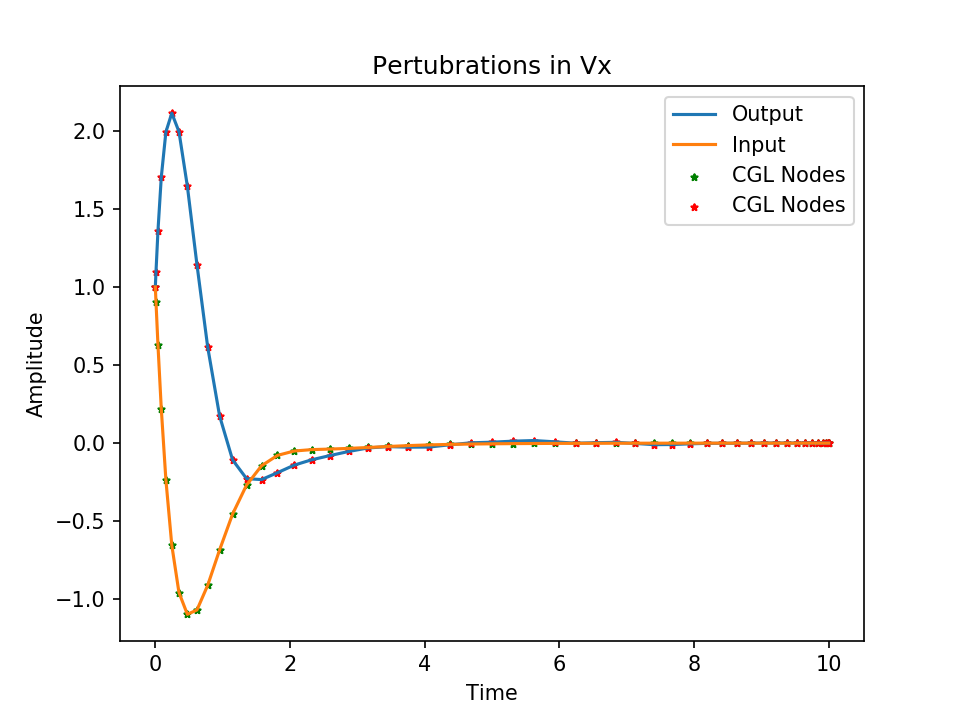 Pertubrations in Vx
Output
Input
CGL Nodes
CGL Nodes
Amplitude
2.0
1.5
1.0
0.5
0.0
−0.5
−1.0
0 2 4 6 8 10
Time